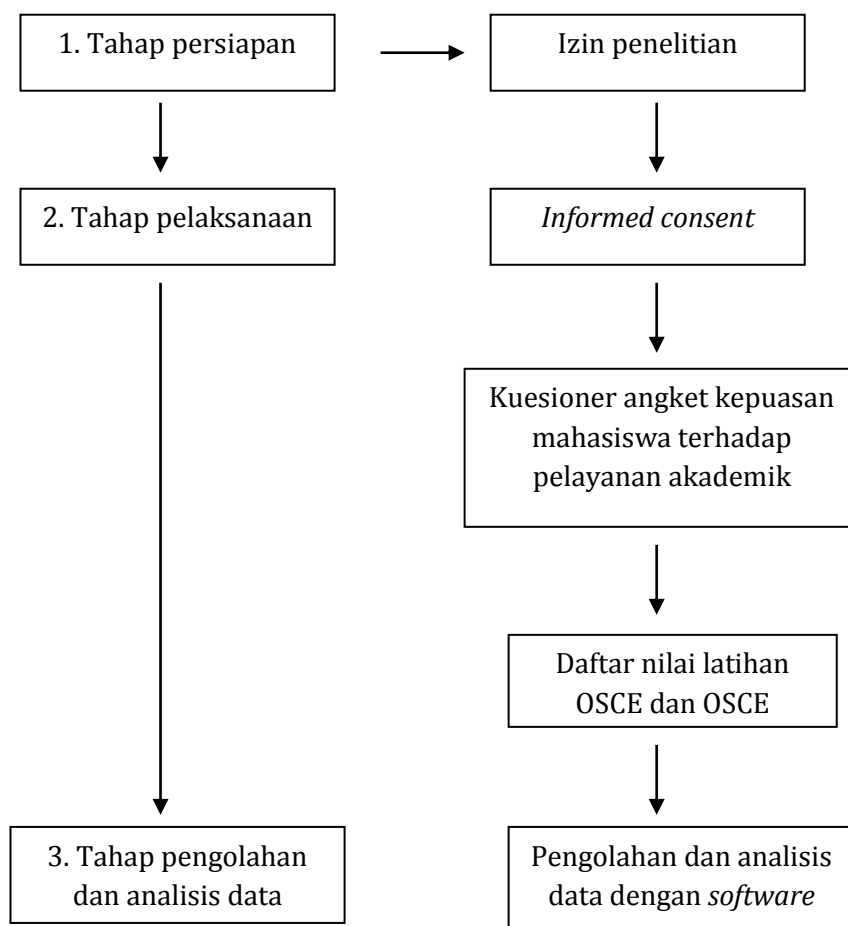 1. Tahap persiapan
Izin penelitian
2. Tahap pelaksanaan
Informed consent
Kuesioner angket kepuasan
mahasiswa terhadap
pelayanan akademik
Daftar nilai latihan
OSCE dan OSCE
3. Tahap pengolahan
dan analisis data
Pengolahan dan analisis
data dengan software